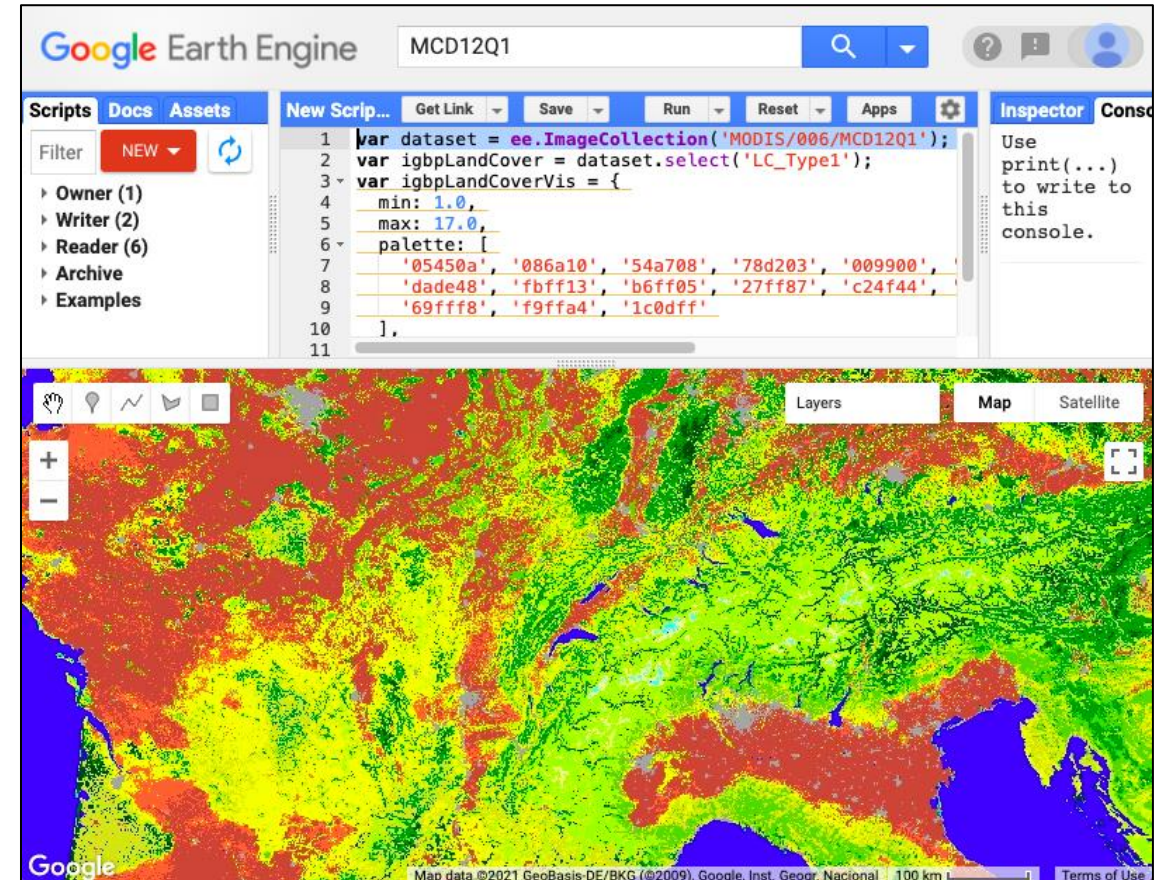 Google Earth Engine
MCD12Q1
Scripts Docs Assets
Filter NEW
Owner (1)
Writer (2)
Reader (6)
Archive
Examples
New Scrip... Get Link Save Run Reset Apps
1 var dataset = ee.ImageCollection('MODIS/006/MCD12Q1');
2 var igbpLandCover = dataset.select('LC_Type1');
3 var igbpLandCoverVis = {
4 min: 1.0,
5 max: 17.0,
6 palette: [
7 '05450a', '086a10', '54a708', '78d203', '009900', '
8 'dade48', 'fbff13', 'b6ff05', '27ff87', 'c24f44', '
9 '69fff8', 'f9ffa4', '1c0dff'
10 ],
11
Inspector Conso
Use
print(...)
to write to
this
console.
Layers
Map Satellite
Google
Map data ©2021 GeoBasis-DE/BKG (©2009), Google, Inst. Geogr. Nacional 100 km Terms of Use